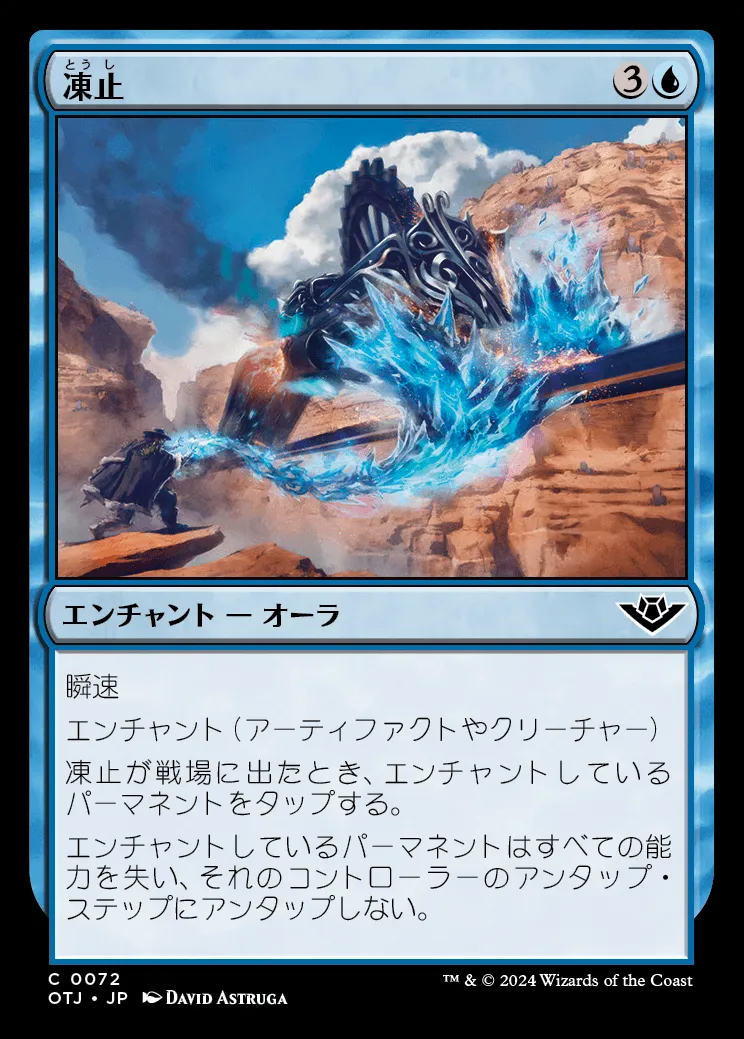 とうし
凍止
3
エンチャント — オーラ
瞬速
エンチャント（アーティファクトやクリーチャー）
凍止が戦場に出たとき、エンチャントしている
パーマネントをタップする。
エンチャントしているパーマネントはすべての能
力を失い、それのコントローラーのアンタップ・
ステップにアンタップしない。
C 0072
OTJ • JP DAVID ASTRUGA
™ & © 2024 Wizards of the Coast